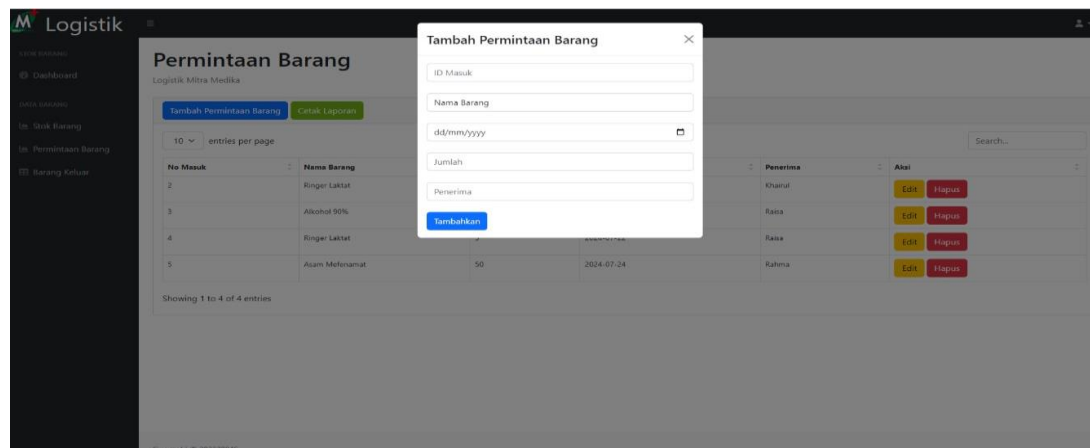 M Logistik
VIEW BARANG
Dashboard
DATA BARANG
Stok Barang
Permintaan Barang
Barang Keluar
Permintaan Barang
Logistik Mitra Medika
Tambah Permintaan Barang Cetak Laporan
10 entries per page Search...
No Masuk Nama Barang Penerima Aksi
2 Ringer Laktat Khairul Edit Hapus
3 Alkohol 90% Raisa Edit Hapus
4 Ringer Laktat Raisa Edit Hapus
5 Asam Mefenamat 50 2024-07-24 Rahma Edit Hapus
Showing 1 to 4 of 4 entries
Tambah Permintaan Barang
ID Masuk
Nama Barang
dd/mm/yyyy
Jumlah
Penerima
Tambahkan